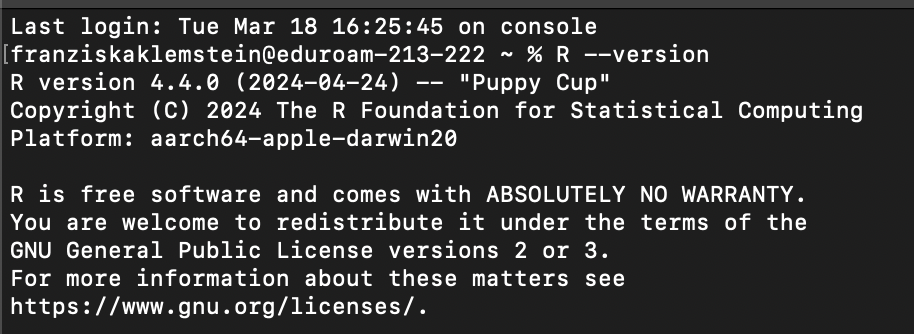 Last login: Tue Mar 18 16:25:45 on console
[franziskaklemstein@eduroam-213-222 ~ % R --version
R version 4.4.0 (2024-04-24) -- "Puppy Cup"
Copyright (C) 2024 The R Foundation for Statistical Computing
Platform: aarch64-apple-darwin20

R is free software and comes with ABSOLUTELY NO WARRANTY.
You are welcome to redistribute it under the terms of the
GNU General Public License versions 2 or 3.
For more information about these matters see
https://www.gnu.org/licenses/.